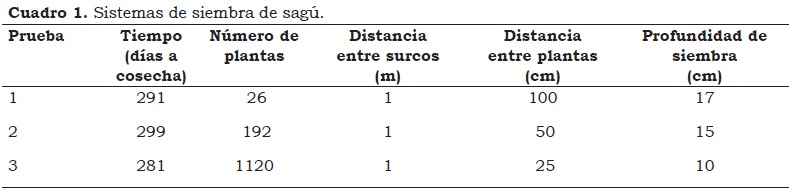 Cuadro 1. Sistemas de siembra de sagú.
Prueba Tiempo Número de Distancia Distancia Profundidad de
(días a plantas entre surcos entre plantas siembra
cosecha) (m) (cm) (cm)
1 291 26 1 100 17
2 299 192 1 50 15
3 281 1120 1 25 10